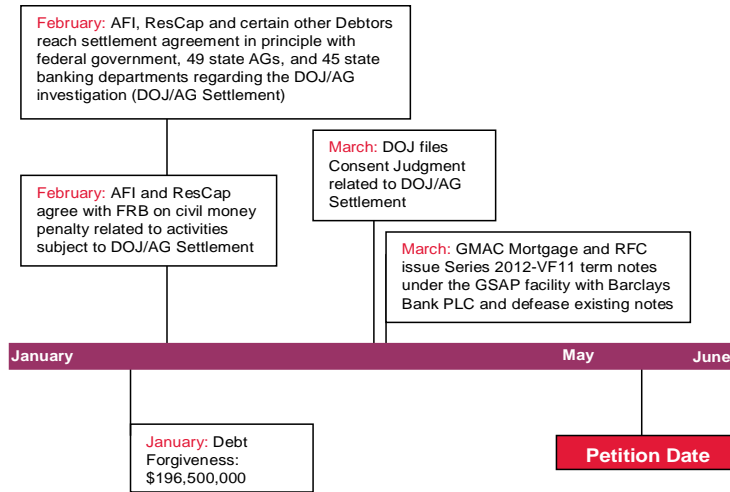 February: AFI, ResCap and certain other Debtors
reach settlement agreement in principle with
federal government, 49 state AGs, and 45 state
banking departments regarding the DOJ/AG
investigation (DOJ/AG Settlement)
March: DOJ files
Consent Judgment
related to DOJ/AG
Settlement
February: AFI and ResCap
agree with FRB on civil money
penalty related to activities
subject to DOJ/AG Settlement
March: GMAC Mortgage and RFC
issue Series 2012-VF11 term notes
under the GSAP facility with Barclays
Bank PLC and defease existing notes
January
May
June
January: Debt
Forgiveness:
$196,500,000
Petition Date